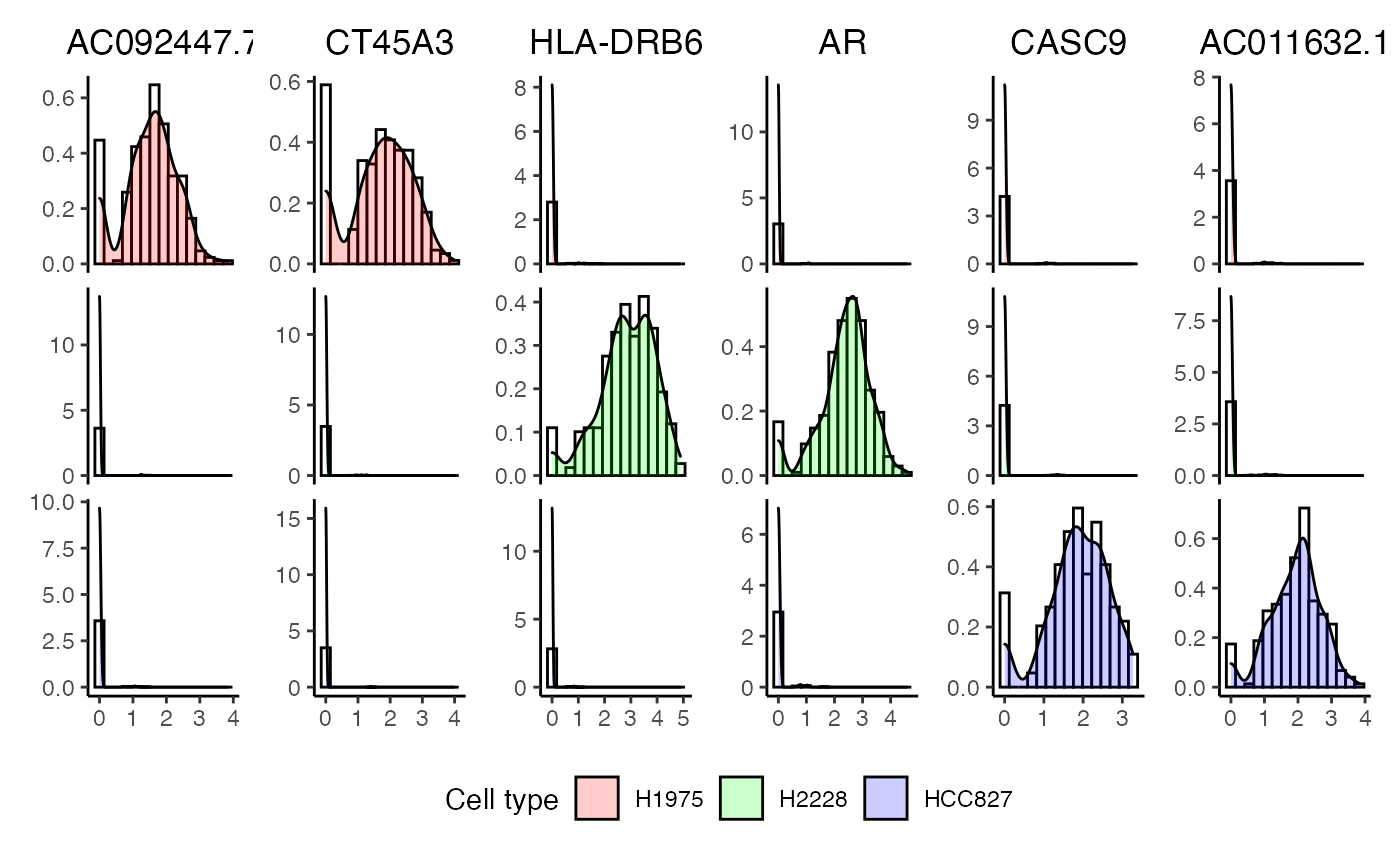 AC092447.7 CT45A3 HLA-DRB6 AR CASC9 AC011632.1
0.6 0.6 8 10 9 8
0.4 0.4 6 5 6 6
0.2 0.2 4 0 3 4
0.0 0.0 2 0 2
0 0
10 10 0.4 0.4 9 7.5
5 5 0.3 0.2 6 5.0
0 0 0.2 0.0 3 2.5
0.1 0 0.0
0.0
10.0 15 10 6 0.6 0.6
7.5 10 5 4 0.4 0.4
5.0 5 0 2 0.2 0.2
2.5 0 0 0.0 0.0
0.0
0 1 2 3 4 0 1 2 3 4 0 1 2 3 4 5 0 1 2 3 4 0 1 2 3 0 1 2 3 4
Cell type H1975 H2228 HCC827